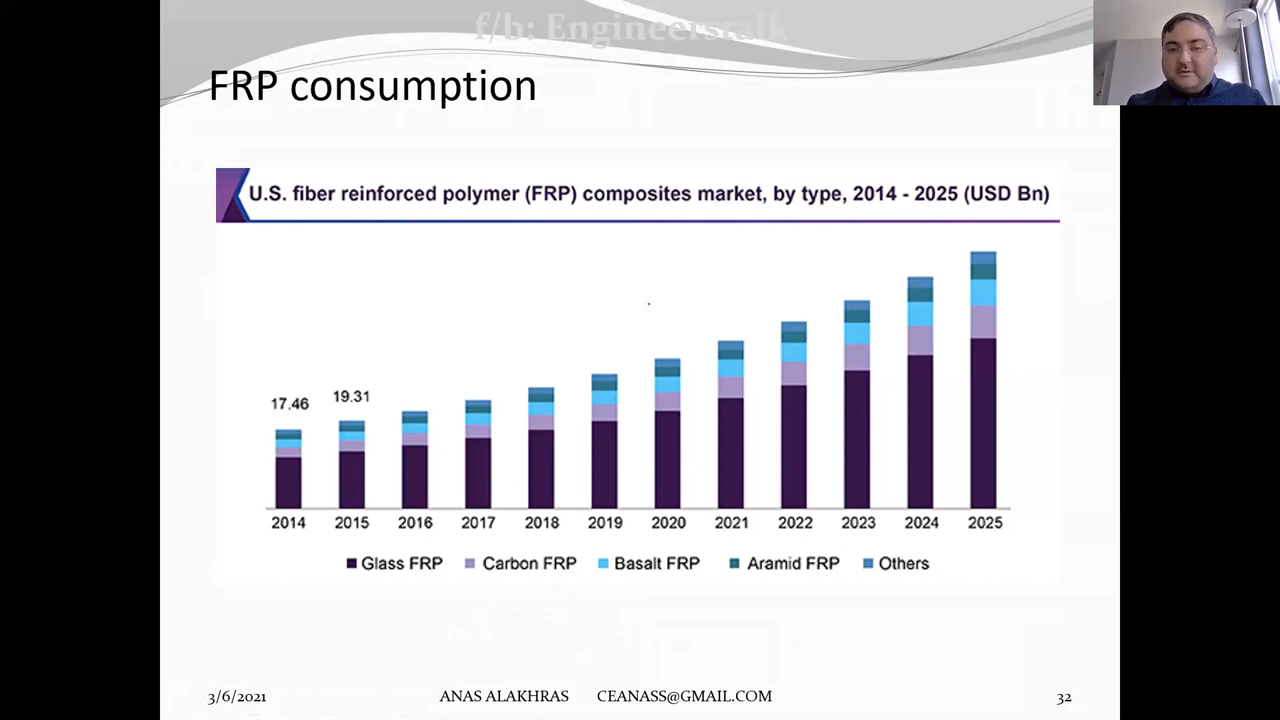 f/b: Engineerstalk
FRP consumption
U.S. fiber reinforced polymer (FRP) composites market, by type, 2014 - 2025 (USD Bn)
17.46
19.31
2014 2015 2016 2017 2018 2019 2020 2021 2022 2023 2024 2025
Glass FRP Carbon FRP Basalt FRP Aramid FRP Others
3/6/2021 ANAS ALAKHRAS CEANASS@GMAIL.COM 32